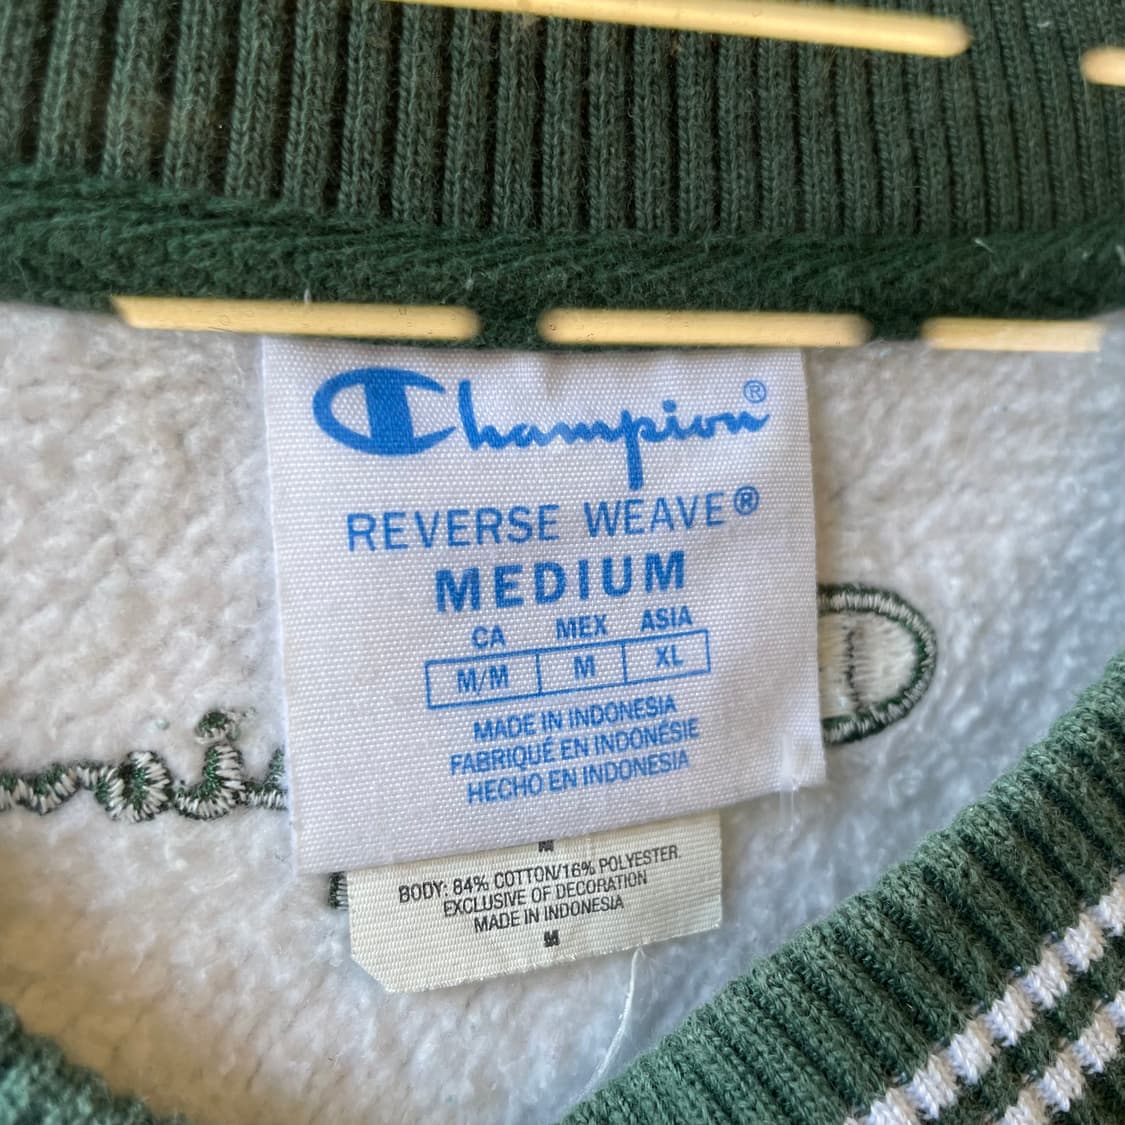 Champion®
REVERSE WEAVE®
MEDIUM
CA MEX ASIA
M/M M XL
MADE IN INDONESIA
FABRIQUÉ EN INDONÉSIE
HECHO EN INDONESIA
BODY: 84% COTTON/16% POLYESTER
EXCLUSIVE OF DECORATION
MADE IN INDONESIA
M